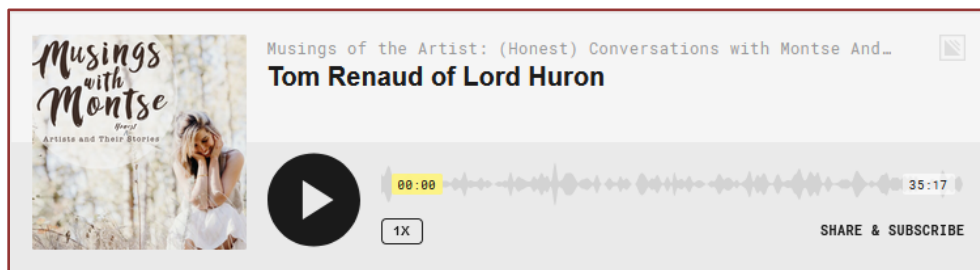 Musings
with
Montse
Honest
Artists and Their Stories
Musings of the Artist: (Honest) Conversations with Montse And…
Tom Renaud of Lord Huron
00:00
35:17
1X
SHARE & SUBSCRIBE